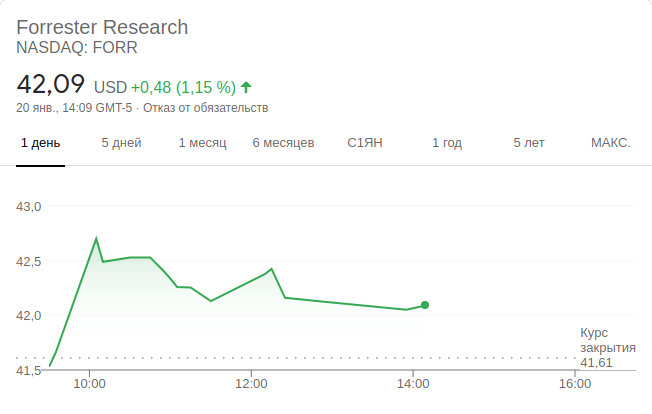 Forrester Research
NASDAQ: FORR
42,09 USD +0,48 (1,15 %)
20 янв., 14:09 GMT-5 · Отказ от обязательств
1 день 5 дней 1 месяц 6 месяцев С1ЯН 1 год 5 лет МАКС.
43,0
42,5
42,0
Курс
закрытия
41,61
41,5
10:00 12:00 14:00 16:00